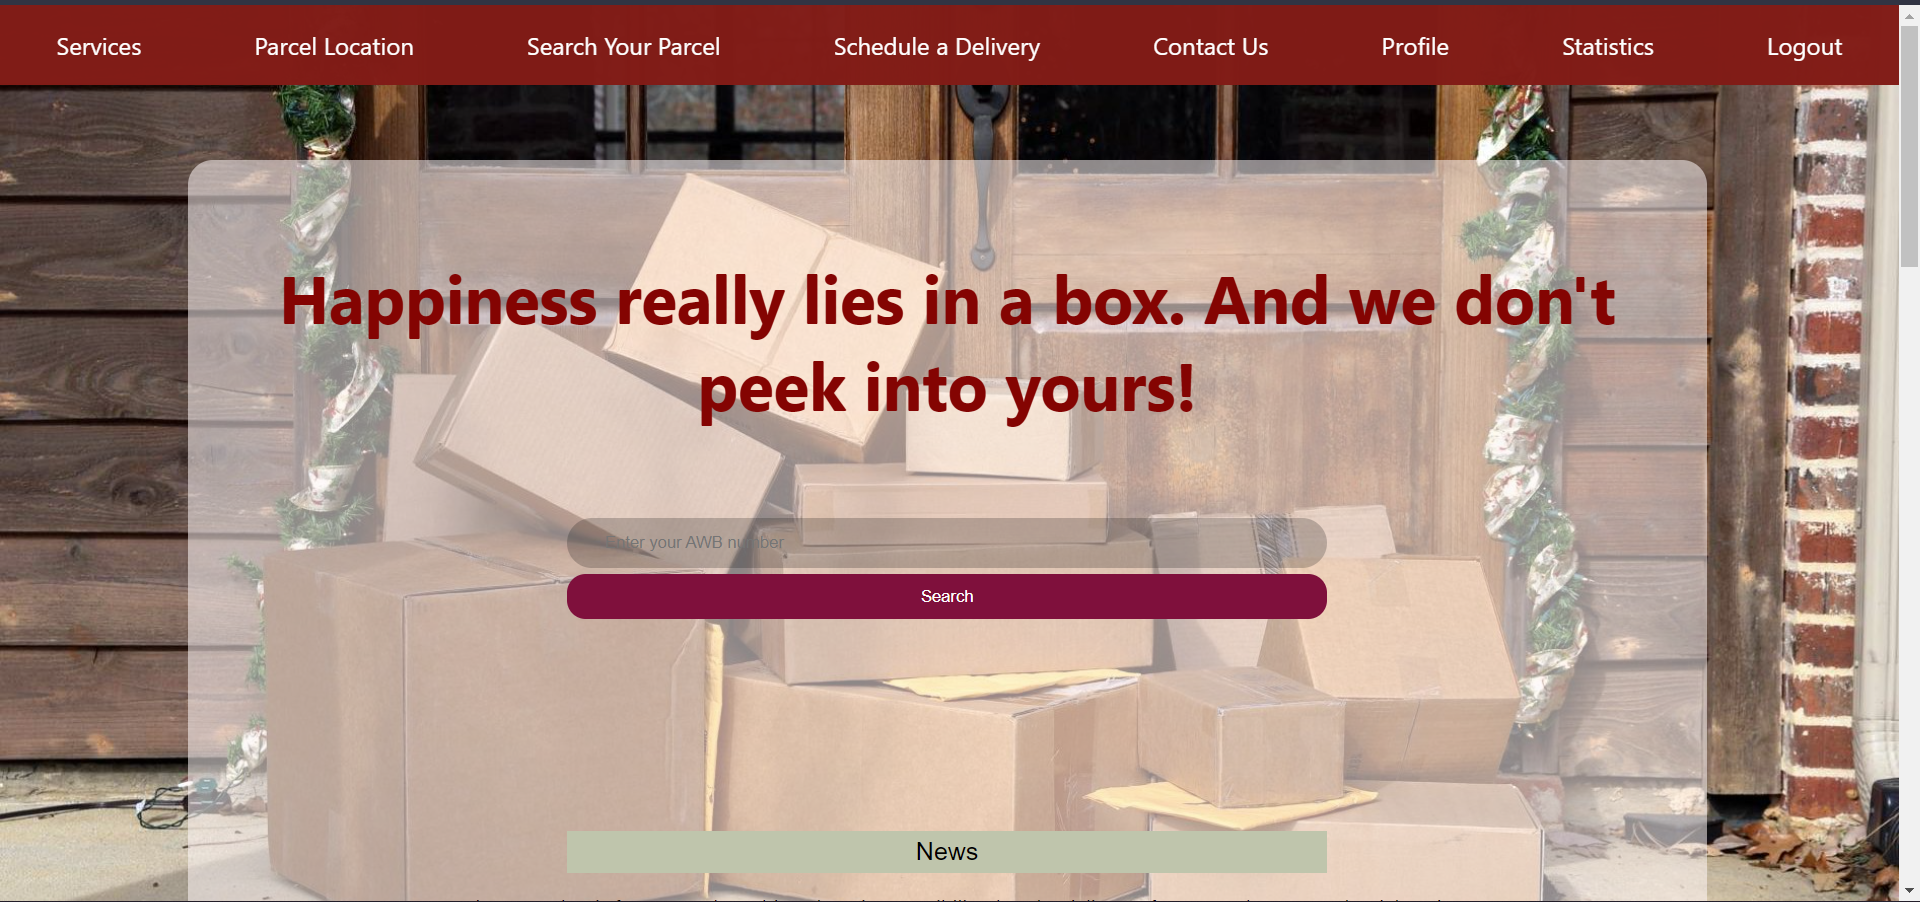 Services
Parcel Location
Search Your Parcel
Schedule a Delivery
Contact Us
Profile
Statistics
Logout
Happiness really lies in a box. And we don't
peek into yours!
Enter your AWB number
Search
News